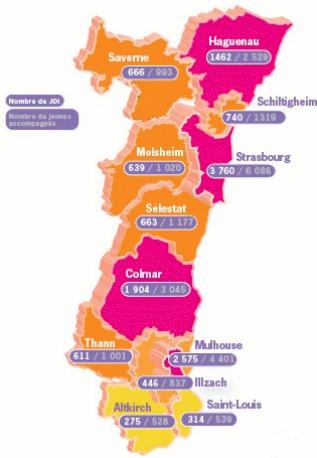 Haguenau
1462 / 2 529
Saverne
666 / 993
Nombre de JDI
Nombre de jeunes
accompagnés
Schiltigheim
740 / 1319
Molsheim
639 / 1 020
Strasbourg
3 760 / 6 086
Sélestat
663 / 1 177
Colmar
1 904 / 3 045
Thann
611 / 1 001
Mulhouse
2 575 / 4 401
446 / 837 Illzach
Altkirch
275 / 528
Saint-Louis
314 / 539